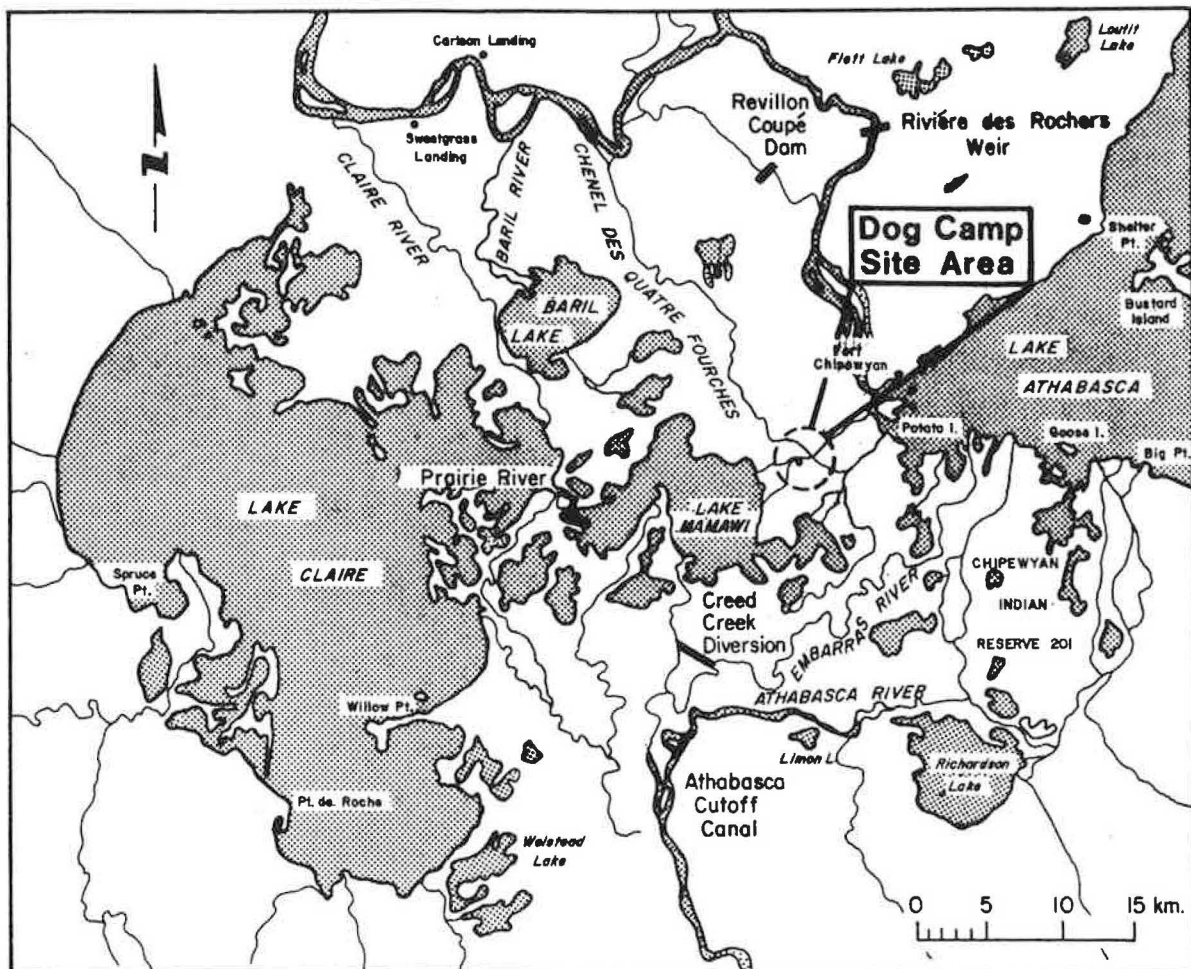 Carlson Landing
Loutit
Lake
Flett Lake
Revillon
Coupé
Dam
Rivière des Rochers
Weir
N
Sweetgrass
Landing
CLAIRE RIVER
BARIL RIVER
CHENEL DES QUATRE FOURCHES
Dog Camp
Site Area
Shelter
Pt.
Bustard
Island
BARIL
LAKE
Fort
Chipewyan
LAKE
ATHABASCA
Potato I.
Goose I.
Big Pt.
Prairie River
LAKE
MAMAWI
LAKE
CLAIRE
Spruce
Pt.
CHIPEWYAN
INDIAN
RESERVE 201
Creed
Creek
Diversion
EMBARRAS RIVER
ATHABASCA RIVER
Willow Pt.
Limon L.
Richardson
Lake
Pt. de. Roche
Athabasca
Cutoff
Canal
Welstead
Lake
0 5 10 15 km.